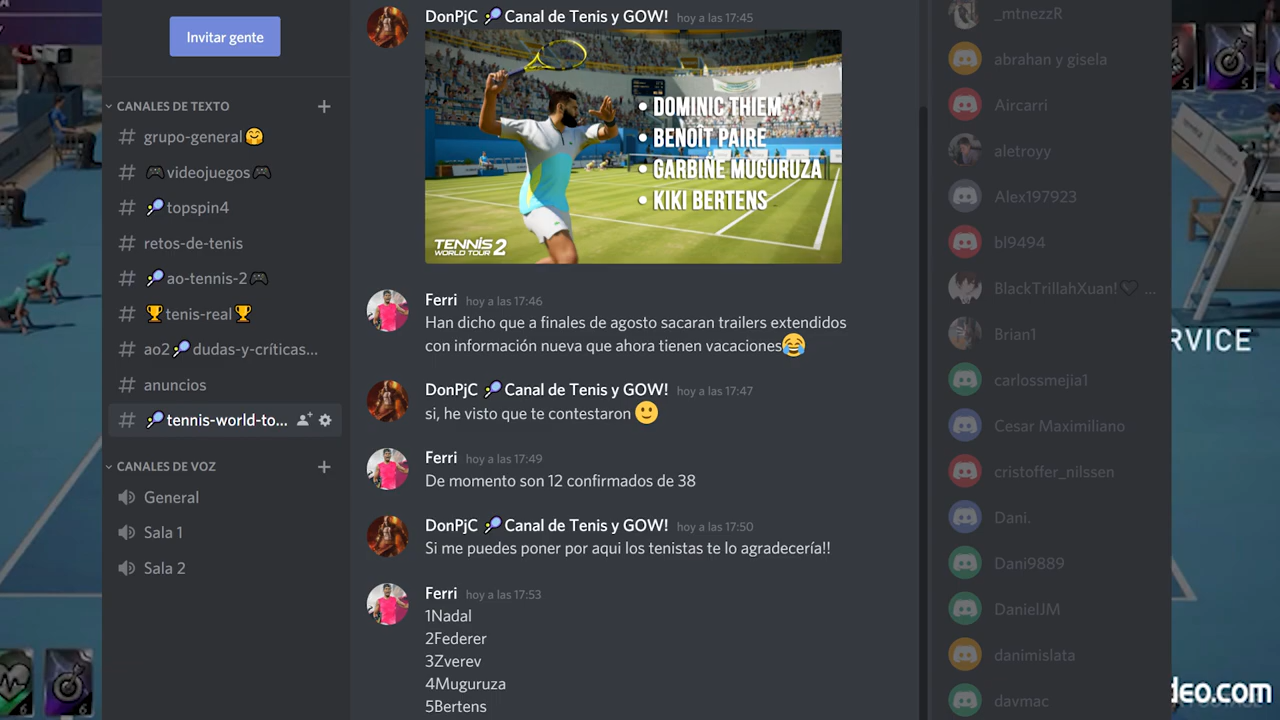 Invitar gente
CANALES DE TEXTO
grupo-general
videojuegos
topspin4
retos-de-tenis
ao-tennis-2
tenis-real
ao2 dudas-y-críticas...
anuncios
tennis-world-to...
CANALES DE VOZ
General
Sala 1
Sala 2
DonPjC Canal de Tenis y GOW! hoy a las 17:45
• DOMINIC THIEM
• BENOÎT PAIRE
• GARBIÑE MUGURUZA
• KIKI BERTENS
TENNIS
WORLD TOUR 2
Ferri hoy a las 17:46
Han dicho que a finales de agosto sacaran trailers extendidos
con información nueva que ahora tienen vacaciones😂
DonPjC Canal de Tenis y GOW! hoy a las 17:47
si, he visto que te contestaron 🙂
Ferri hoy a las 17:49
De momento son 12 confirmados de 38
DonPjC Canal de Tenis y GOW! hoy a las 17:50
Si me puedes poner por aqui los tenistas te lo agradecería!!
Ferri hoy a las 17:53
1Nadal
2Federer
3Zverev
4Muguruza
5Bertens
_mtnezzR
abrahan y gisela
Aircarri
aletroyy
Alex197923
bl9494
BlackTrillahXuan! ...
Brian1
carlossmejia1
Cesar Maximiliano
cristoffer_nilssen
Dani.
Dani9889
DanielJM
danimislata
davmac
RVICE
deo.com